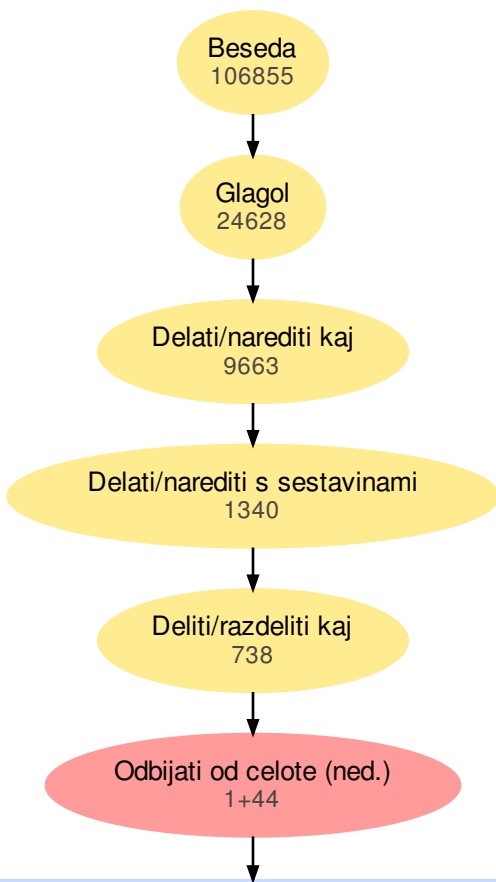 Beseda
106855
Glagol
24628
Delati/narediti kaj
9663
Delati/narediti s sestavinami
1340
Deliti/razdeliti kaj
738
Odbijati od celote (ned.)
1+44